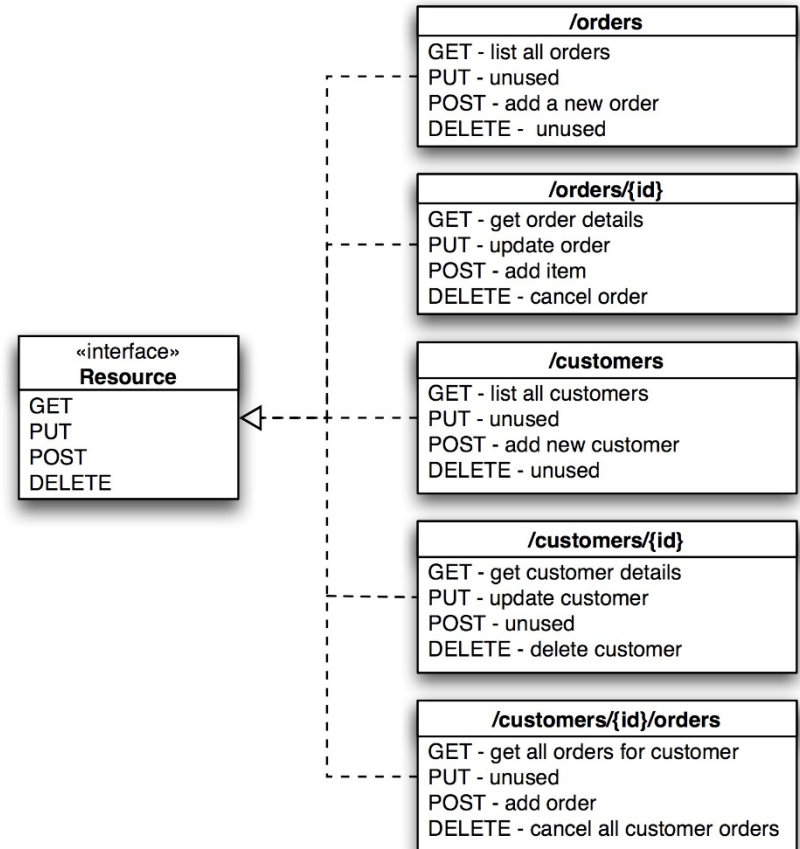 «interface»
Resource
GET
PUT
POST
DELETE
/orders
GET - list all orders
PUT - unused
POST - add a new order
DELETE -  unused
/orders/{id}
GET - get order details
PUT - update order
POST - add item
DELETE - cancel order
/customers
GET - list all customers
PUT - unused
POST - add new customer
DELETE - unused
/customers/{id}
GET - get customer details
PUT - update customer
POST - unused
DELETE - delete customer
/customers/{id}/orders
GET - get all orders for customer
PUT - unused
POST - add order
DELETE - cancel all customer orders